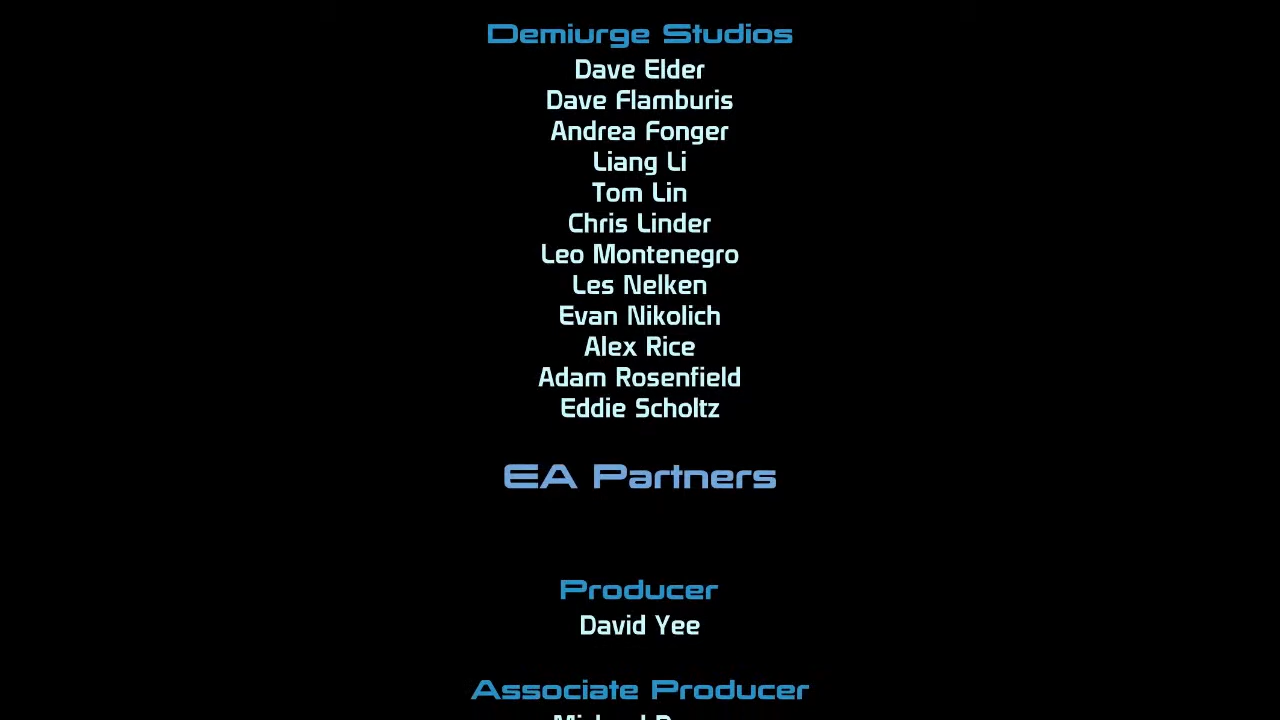 Demiurge Studios
Dave Elder
Dave Flamburis
Andrea Fonger
Liang Li
Tom Lin
Chris Linder
Leo Montenegro
Les Nelken
Evan Nikolich
Alex Rice
Adam Rosenfield
Eddie Scholtz
EA Partners
Producer
David Yee
Associate Producer